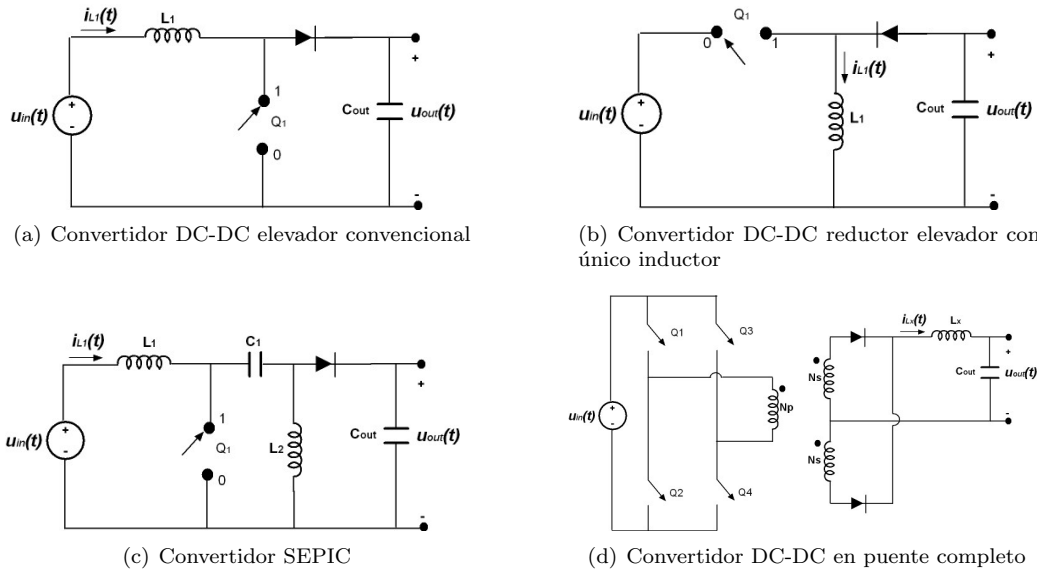 iL1(t)
L1
1
Q1
0
uin(t)
+
-
Cout
uout(t)
+
-
(a) Convertidor DC-DC elevador convencional
Q1
0
1
iL1(t)
L1
uin(t)
+
-
Cout
uout(t)
+
-
(b) Convertidor DC-DC reductor elevador con
único inductor
iL1(t)
L1
C1
1
Q1
0
L2
uin(t)
+
-
Cout
uout(t)
+
-
(c) Convertidor SEPIC
Q1
Q3
uin(t)
+
-
Np
Q2
Q4
Ns
Ns
iLx(t)
Lx
Cout
uout(t)
+
-
(d) Convertidor DC-DC en puente completo